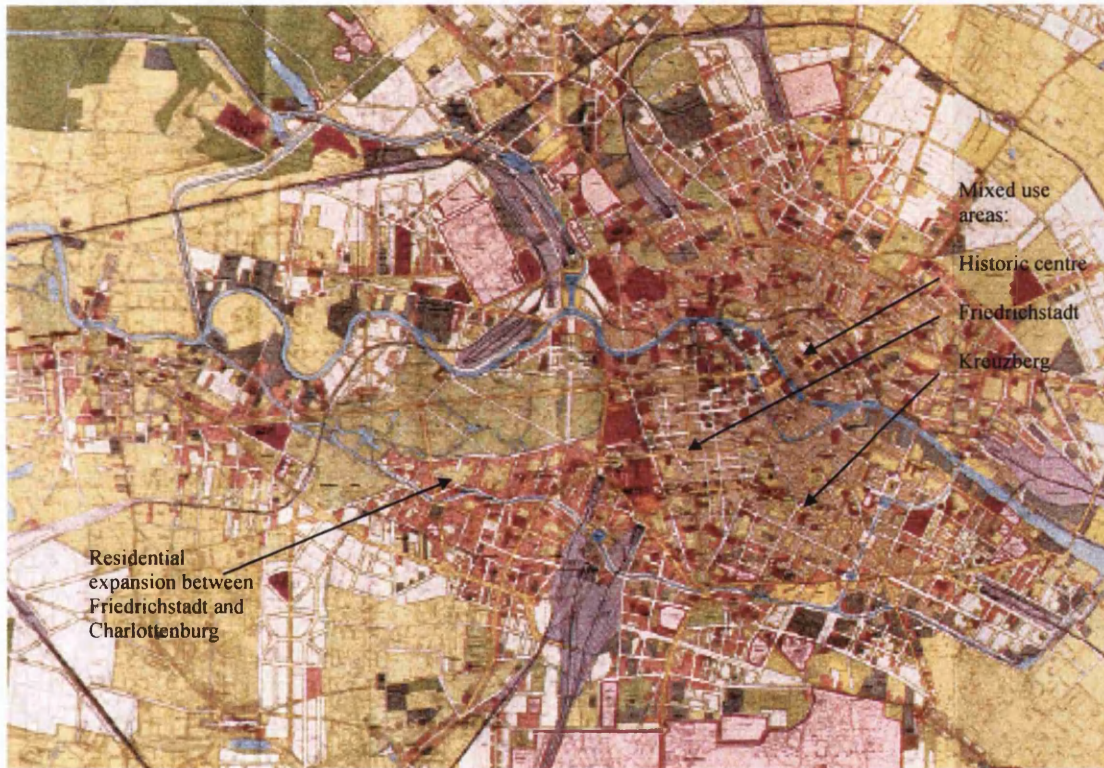 Mixed use
areas:
Historic centre
Friedrichstadt
Kreuzberg
Residential
expansion between
Friedrichstadt and
Charlottenburg